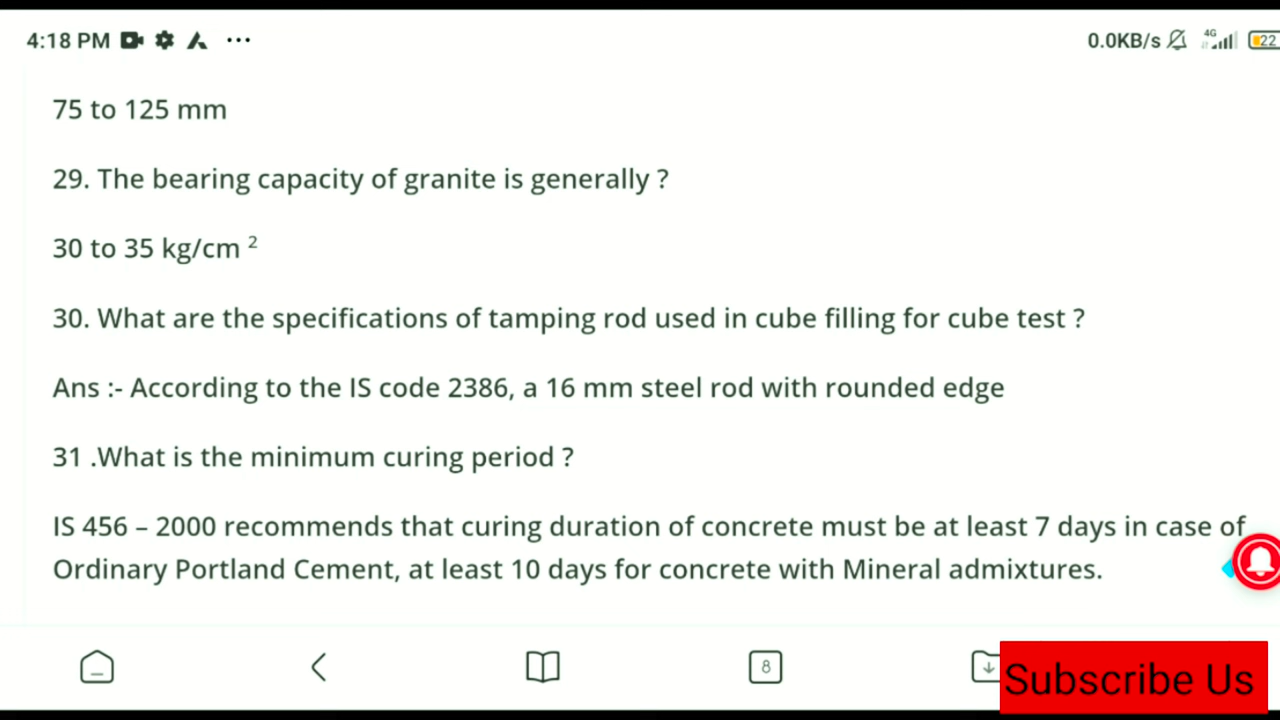 4:18 PM ... 0.0KB/s 4G 22
75 to 125 mm
29. The bearing capacity of granite is generally ?
30 to 35 kg/cm ²
30. What are the specifications of tamping rod used in cube filling for cube test ?
Ans :- According to the IS code 2386, a 16 mm steel rod with rounded edge
31 .What is the minimum curing period ?
IS 456 – 2000 recommends that curing duration of concrete must be at least 7 days in case of
Ordinary Portland Cement, at least 10 days for concrete with Mineral admixtures.
8
Subscribe Us